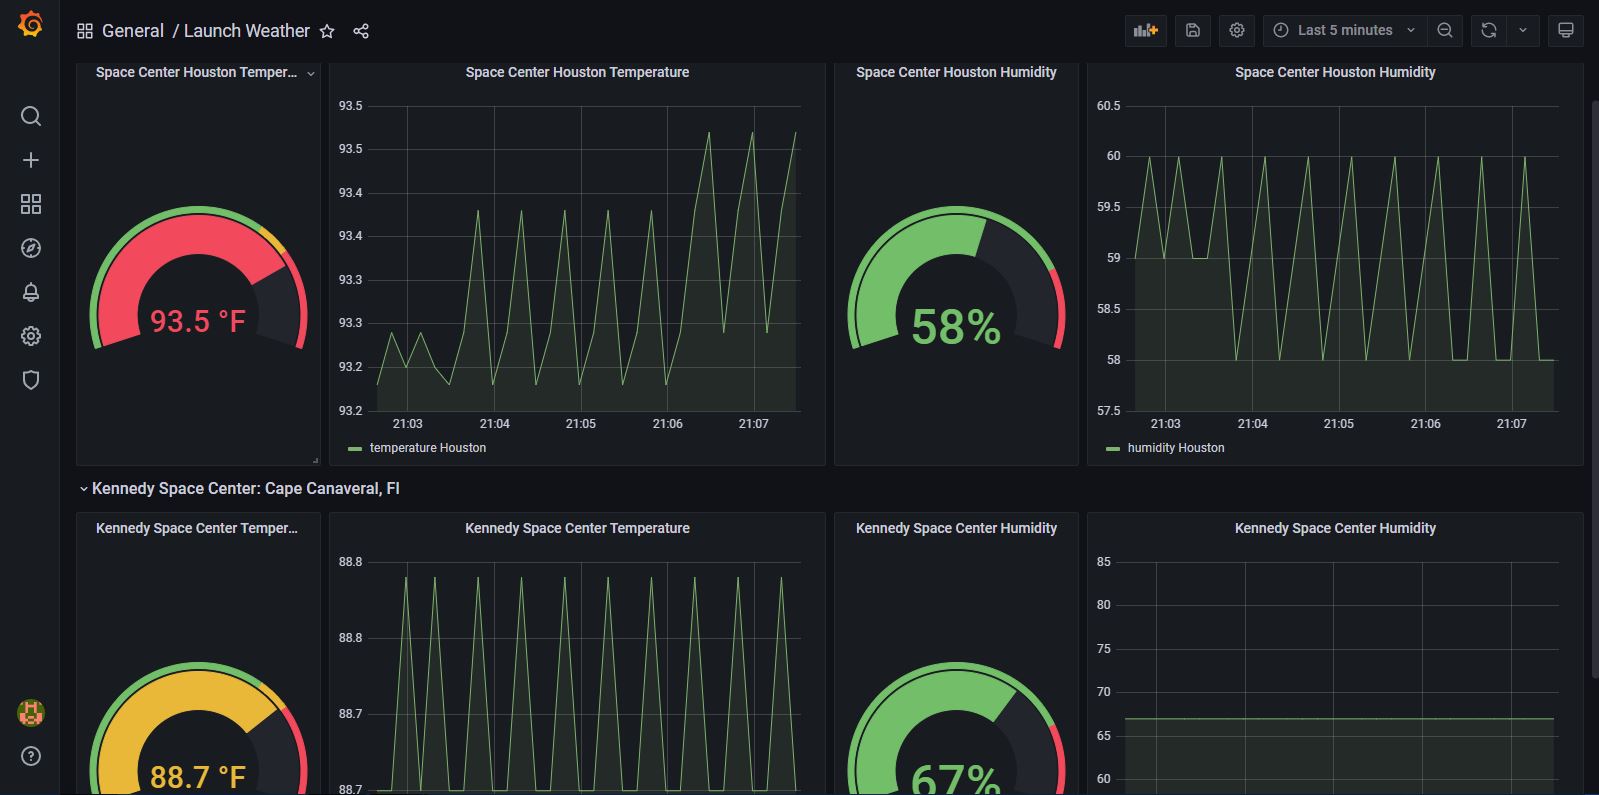 General / Launch Weather
Last 5 minutes
Space Center Houston Temper...
93.5 °F
Space Center Houston Temperature
93.5
93.5
93.4
93.4
93.3
93.3
93.2
93.2
21:03 21:04 21:05 21:06 21:07
temperature Houston
Space Center Houston Humidity
58%
Space Center Houston Humidity
60.5
60
59.5
59
58.5
58
57.5
21:03 21:04 21:05 21:06 21:07
humidity Houston
Kennedy Space Center: Cape Canaveral, Fl
Kennedy Space Center Temper...
88.7 °F
Kennedy Space Center Temperature
88.8
88.8
88.7
88.7
Kennedy Space Center Humidity
67%
Kennedy Space Center Humidity
85
80
75
70
65
60